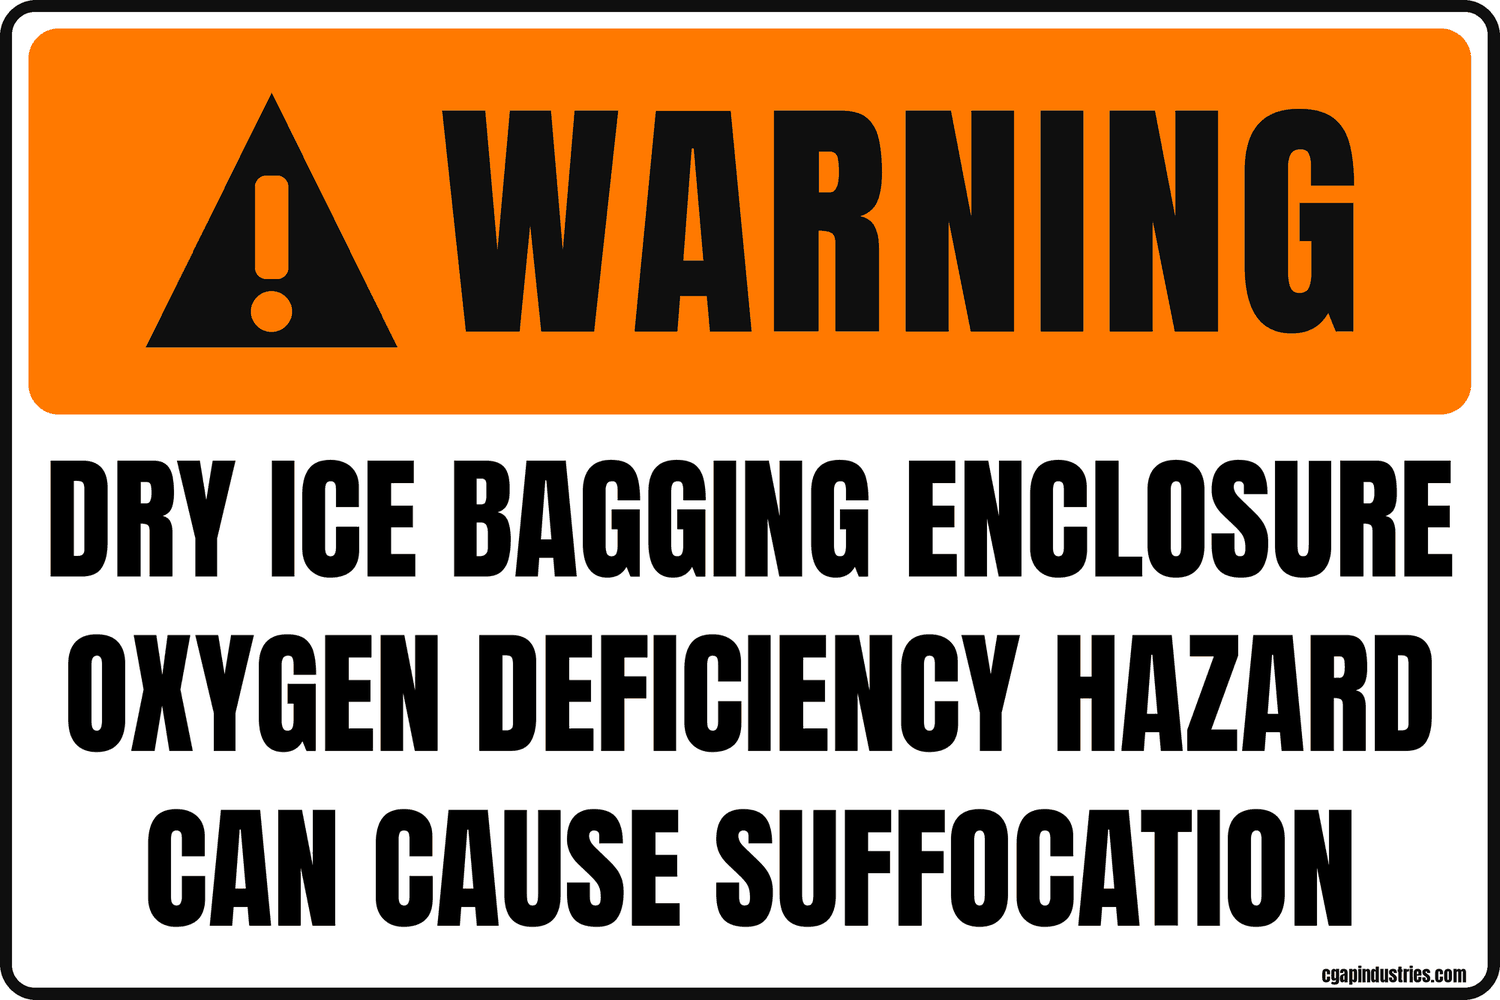 WARNING
DRY ICE BAGGING ENCLOSURE
OXYGEN DEFICIENCY HAZARD
CAN CAUSE SUFFOCATION
cgapindustries.com